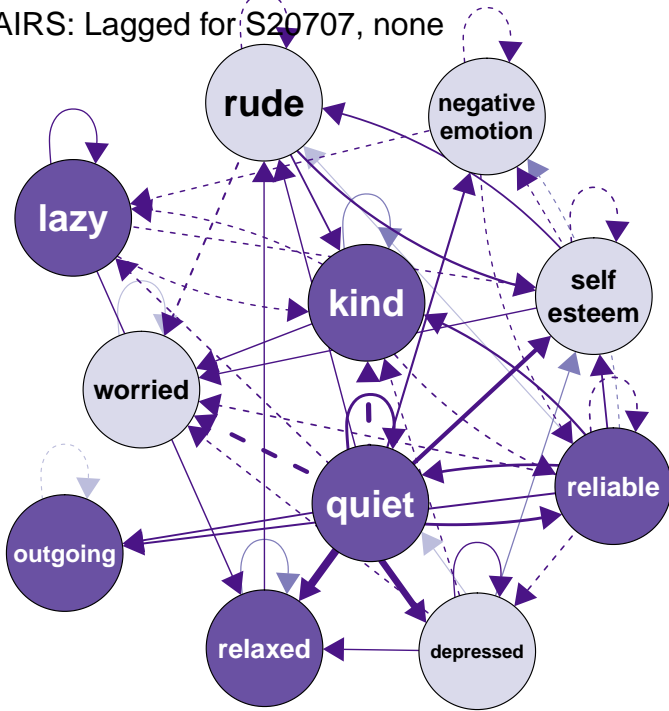 AIRS: Lagged for S20707, none
rude
negative
emotion
lazy
kind
self
esteem
worried
quiet
reliable
outgoing
relaxed
depressed